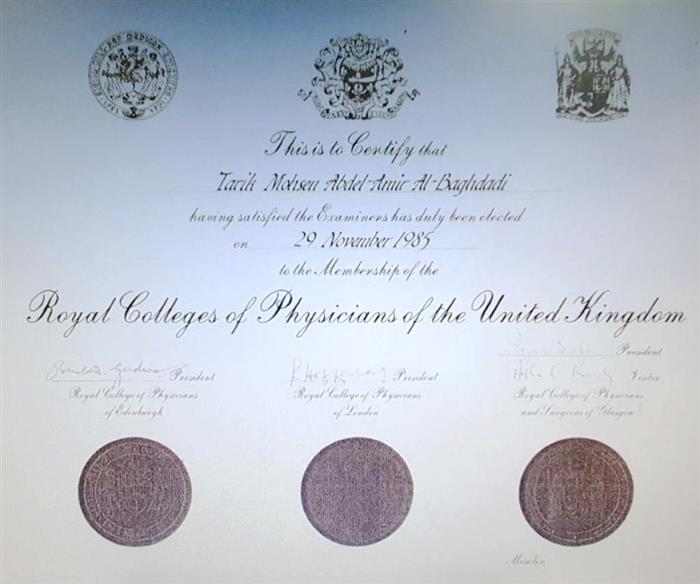 This is to Certify that
Tarik Mohsen Abdel-Amir Al-Baghdadi
having satisfied the Examiners has duly been elected
on 29 November 1985
to the Membership of the
Royal Colleges of Physicians of the United Kingdom
President
President President Visitor
Royal College of Physicians Royal College of Physicians Royal College of Physicians
of Edinburgh of London and Surgeons of Glasgow
Member